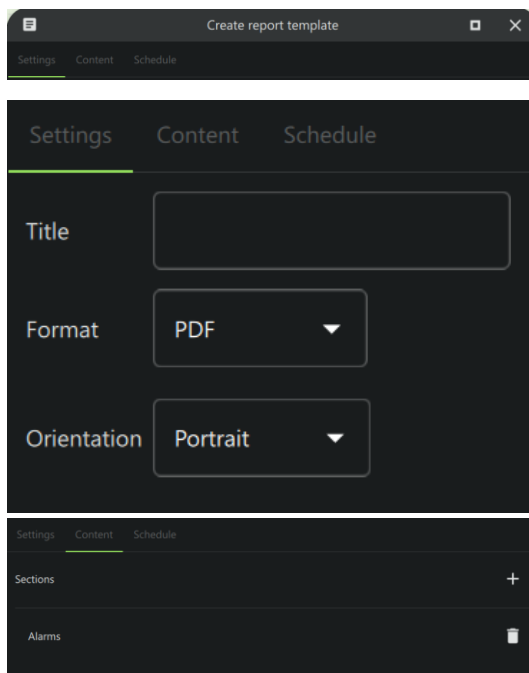 Create report template
Settings Content Schedule
Settings Content Schedule
Title
Format PDF
Orientation Portrait
Settings Content Schedule
Sections
Alarms